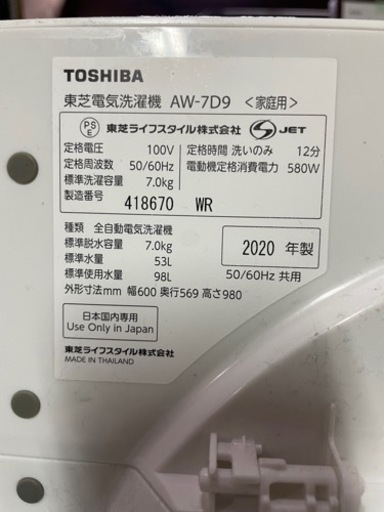 TOSHIBA
東芝電気洗濯機 AW-7D9 <家庭用>
PS E 東芝ライフスタイル株式会社 S JET
定格電圧 100V 定格時間 洗いのみ 12分
定格周波数 50/60Hz 電動機定格消費電力 580W
標準洗濯容量 7.0kg
製造番号 418670 WR
種類 全自動電気洗濯機
標準脱水容量 7.0kg 2020 年製
標準水量 53L
標準使用水量 98L 50/60Hz 共用
外形寸法mm 幅600 奥行569 高さ980
日本国内専用
Use Only in Japan
東芝ライフスタイル株式会社
MADE IN THAILAND